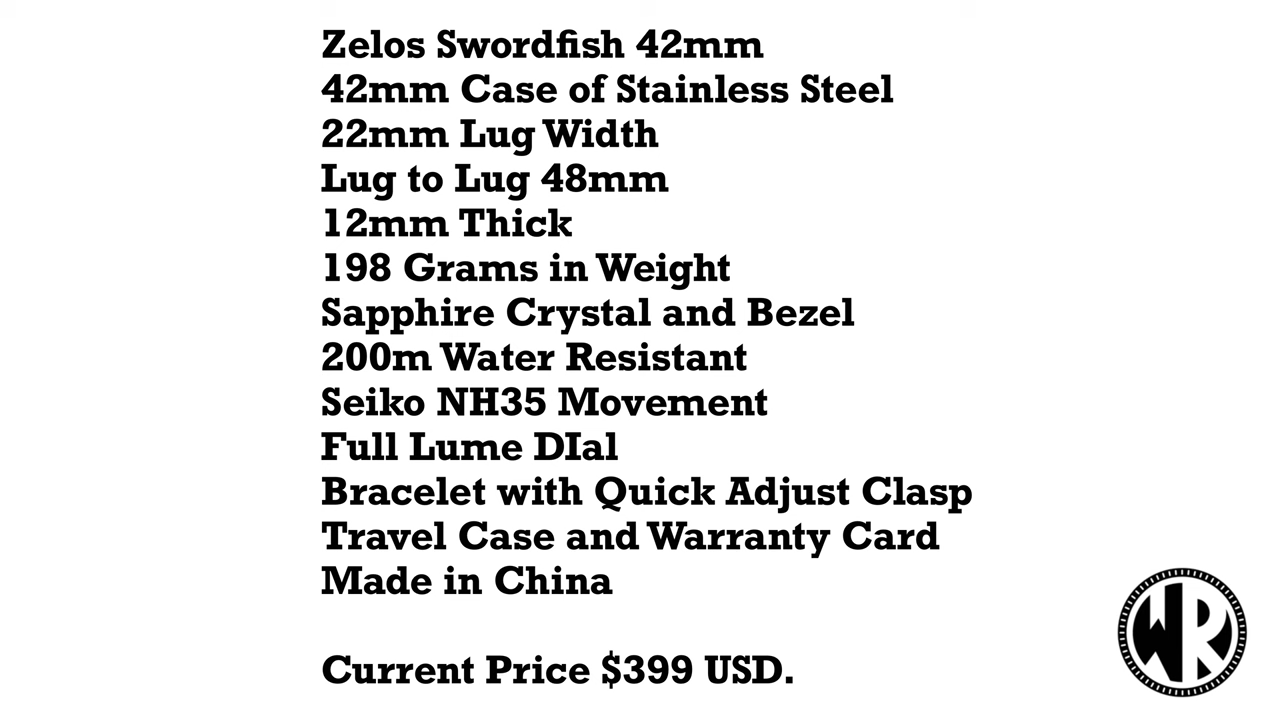 Zelos Swordfish 42mm
42mm Case of Stainless Steel
22mm Lug Width
Lug to Lug 48mm
12mm Thick
198 Grams in Weight
Sapphire Crystal and Bezel
200m Water Resistant
Seiko NH35 Movement
Full Lume DIal
Bracelet with Quick Adjust Clasp
Travel Case and Warranty Card
Made in China
Current Price $399 USD.
WR